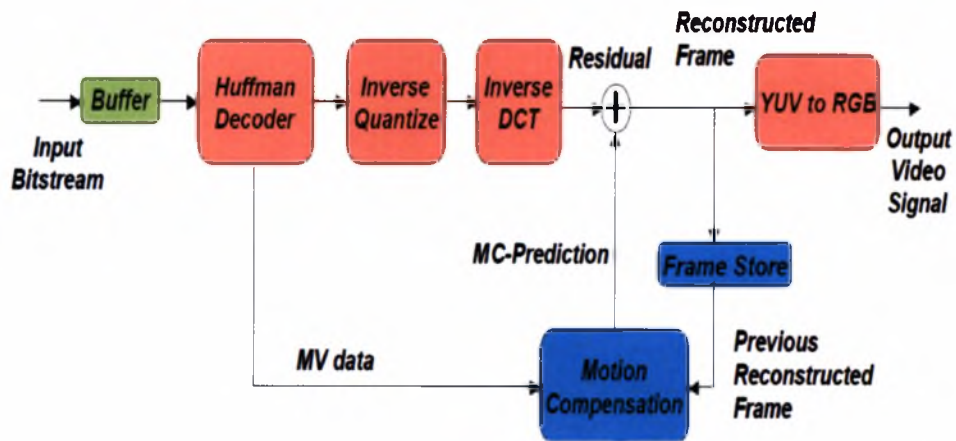 Buffer
Input
Bitstream
Huffman
Decoder
Inverse
Quantize
Inverse
DCT
Residual
+
Reconstructed
Frame
YUV to RGB
Output
Video
Signal
MC-Prediction
Frame Store
MV data
Motion
Compensation
Previous
Reconstructed
Frame